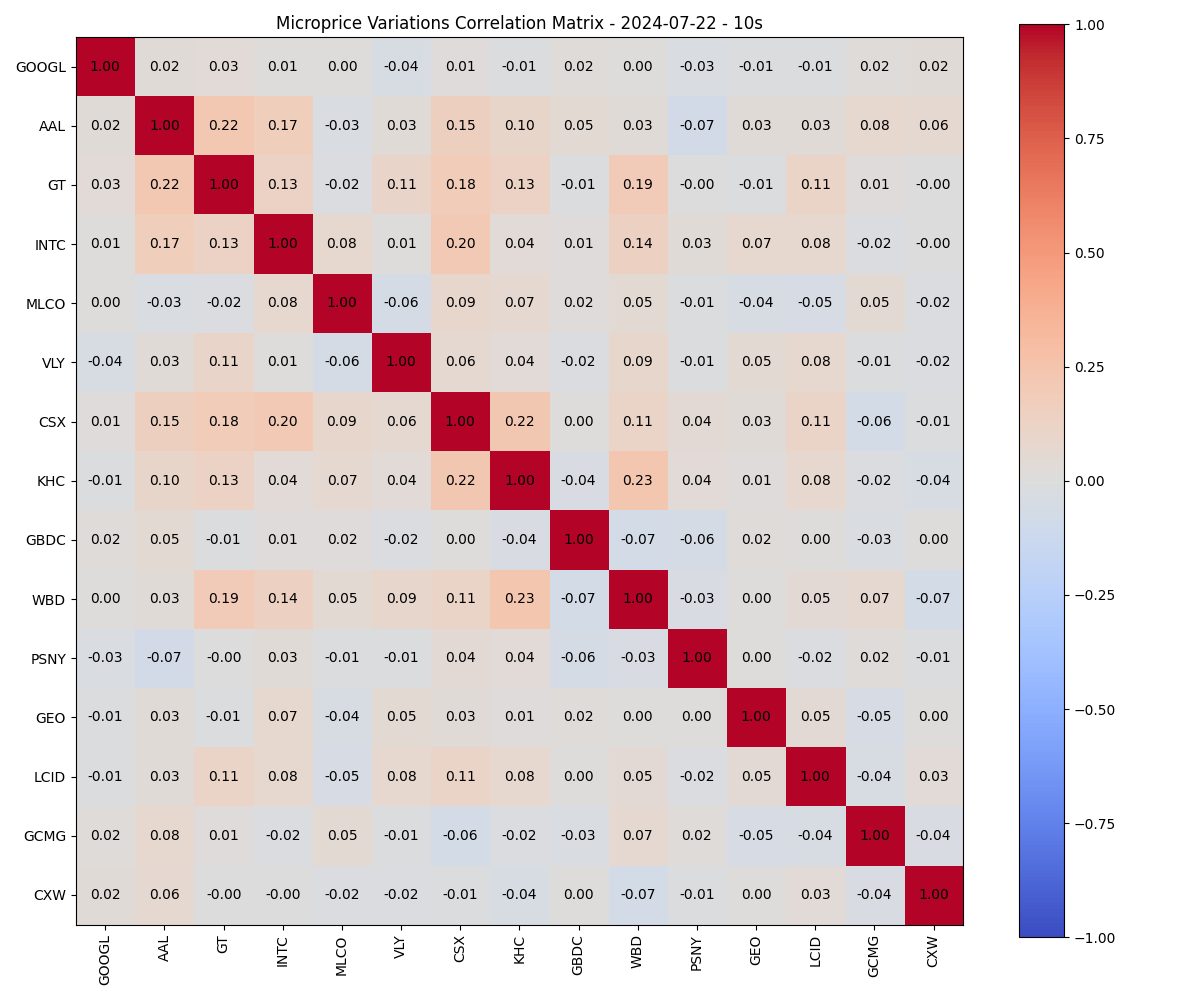 Microprice Variations Correlation Matrix - 2024-07-22 - 10s
GOOGL 1.00 0.02 0.03 0.01 0.00 -0.04 0.01 -0.01 0.02 0.00 -0.03 -0.01 -0.01 0.02 0.02
AAL 0.02 1.00 0.22 0.17 -0.03 0.03 0.15 0.10 0.05 0.03 -0.07 0.03 0.03 0.08 0.06
GT 0.03 0.22 1.00 0.13 -0.02 0.11 0.18 0.13 -0.01 0.19 -0.00 -0.01 0.11 0.01 -0.00
INTC 0.01 0.17 0.13 1.00 0.08 0.01 0.20 0.04 0.01 0.14 0.03 0.07 0.08 -0.02 -0.00
MLCO 0.00 -0.03 -0.02 0.08 1.00 -0.06 0.09 0.07 0.02 0.05 -0.01 -0.04 -0.05 0.05 -0.02
VLY -0.04 0.03 0.11 0.01 -0.06 1.00 0.06 0.04 -0.02 0.09 -0.01 0.05 0.08 -0.01 -0.02
CSX 0.01 0.15 0.18 0.20 0.09 0.06 1.00 0.22 0.00 0.11 0.04 0.03 0.11 -0.06 -0.01
KHC -0.01 0.10 0.13 0.04 0.07 0.04 0.22 1.00 -0.04 0.23 0.04 0.01 0.08 -0.02 -0.04
GBDC 0.02 0.05 -0.01 0.01 0.02 -0.02 0.00 -0.04 1.00 -0.07 -0.06 0.02 0.00 -0.03 0.00
WBD 0.00 0.03 0.19 0.14 0.05 0.09 0.11 0.23 -0.07 1.00 -0.03 0.00 0.05 0.07 -0.07
PSNY -0.03 -0.07 -0.00 0.03 -0.01 -0.01 0.04 0.04 -0.06 -0.03 1.00 0.00 -0.02 0.02 -0.01
GEO -0.01 0.03 -0.01 0.07 -0.04 0.05 0.03 0.01 0.02 0.00 0.00 1.00 0.05 -0.05 0.00
LCID -0.01 0.03 0.11 0.08 -0.05 0.08 0.11 0.08 0.00 0.05 -0.02 0.05 1.00 -0.04 0.03
GCMG 0.02 0.08 0.01 -0.02 0.05 -0.01 -0.06 -0.02 -0.03 0.07 0.02 -0.05 -0.04 1.00 -0.04
CXW 0.02 0.06 -0.00 -0.00 -0.02 -0.02 -0.01 -0.04 0.00 -0.07 -0.01 0.00 0.03 -0.04 1.00
GOOGL AAL GT INTC MLCO VLY CSX KHC GBDC WBD PSNY GEO LCID GCMG CXW
1.00
0.75
0.50
0.25
0.00
−0.25
−0.50
−0.75
−1.00